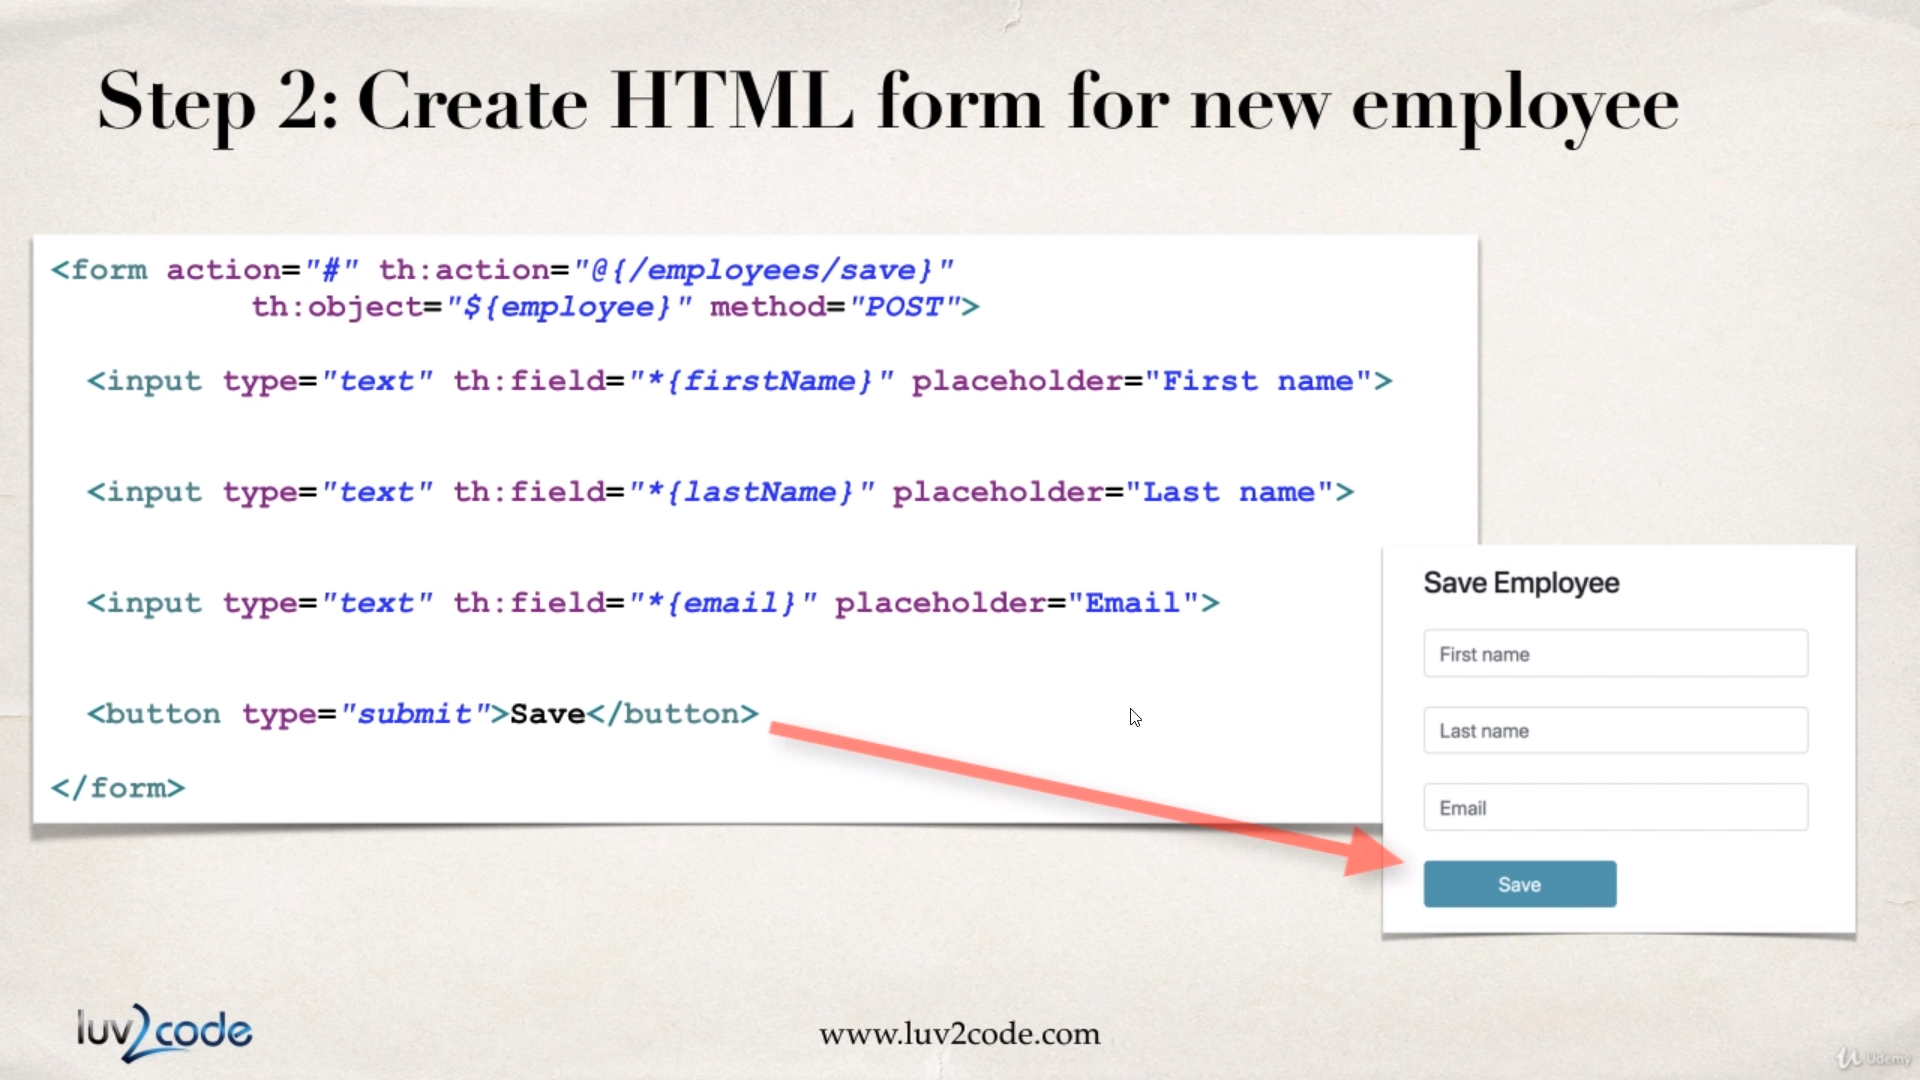 Step 2: Create HTML form for new employee
<form action="#" th:action="@{/employees/save}"
th:object="${employee}" method="POST">
<input type="text" th:field="*{firstName}" placeholder="First name">
<input type="text" th:field="*{lastName}" placeholder="Last name">
<input type="text" th:field="*{email}" placeholder="Email">
<button type="submit">Save</button>
</form>
Save Employee
First name
Last name
Email
Save
luv2code
www.luv2code.com
Udemy